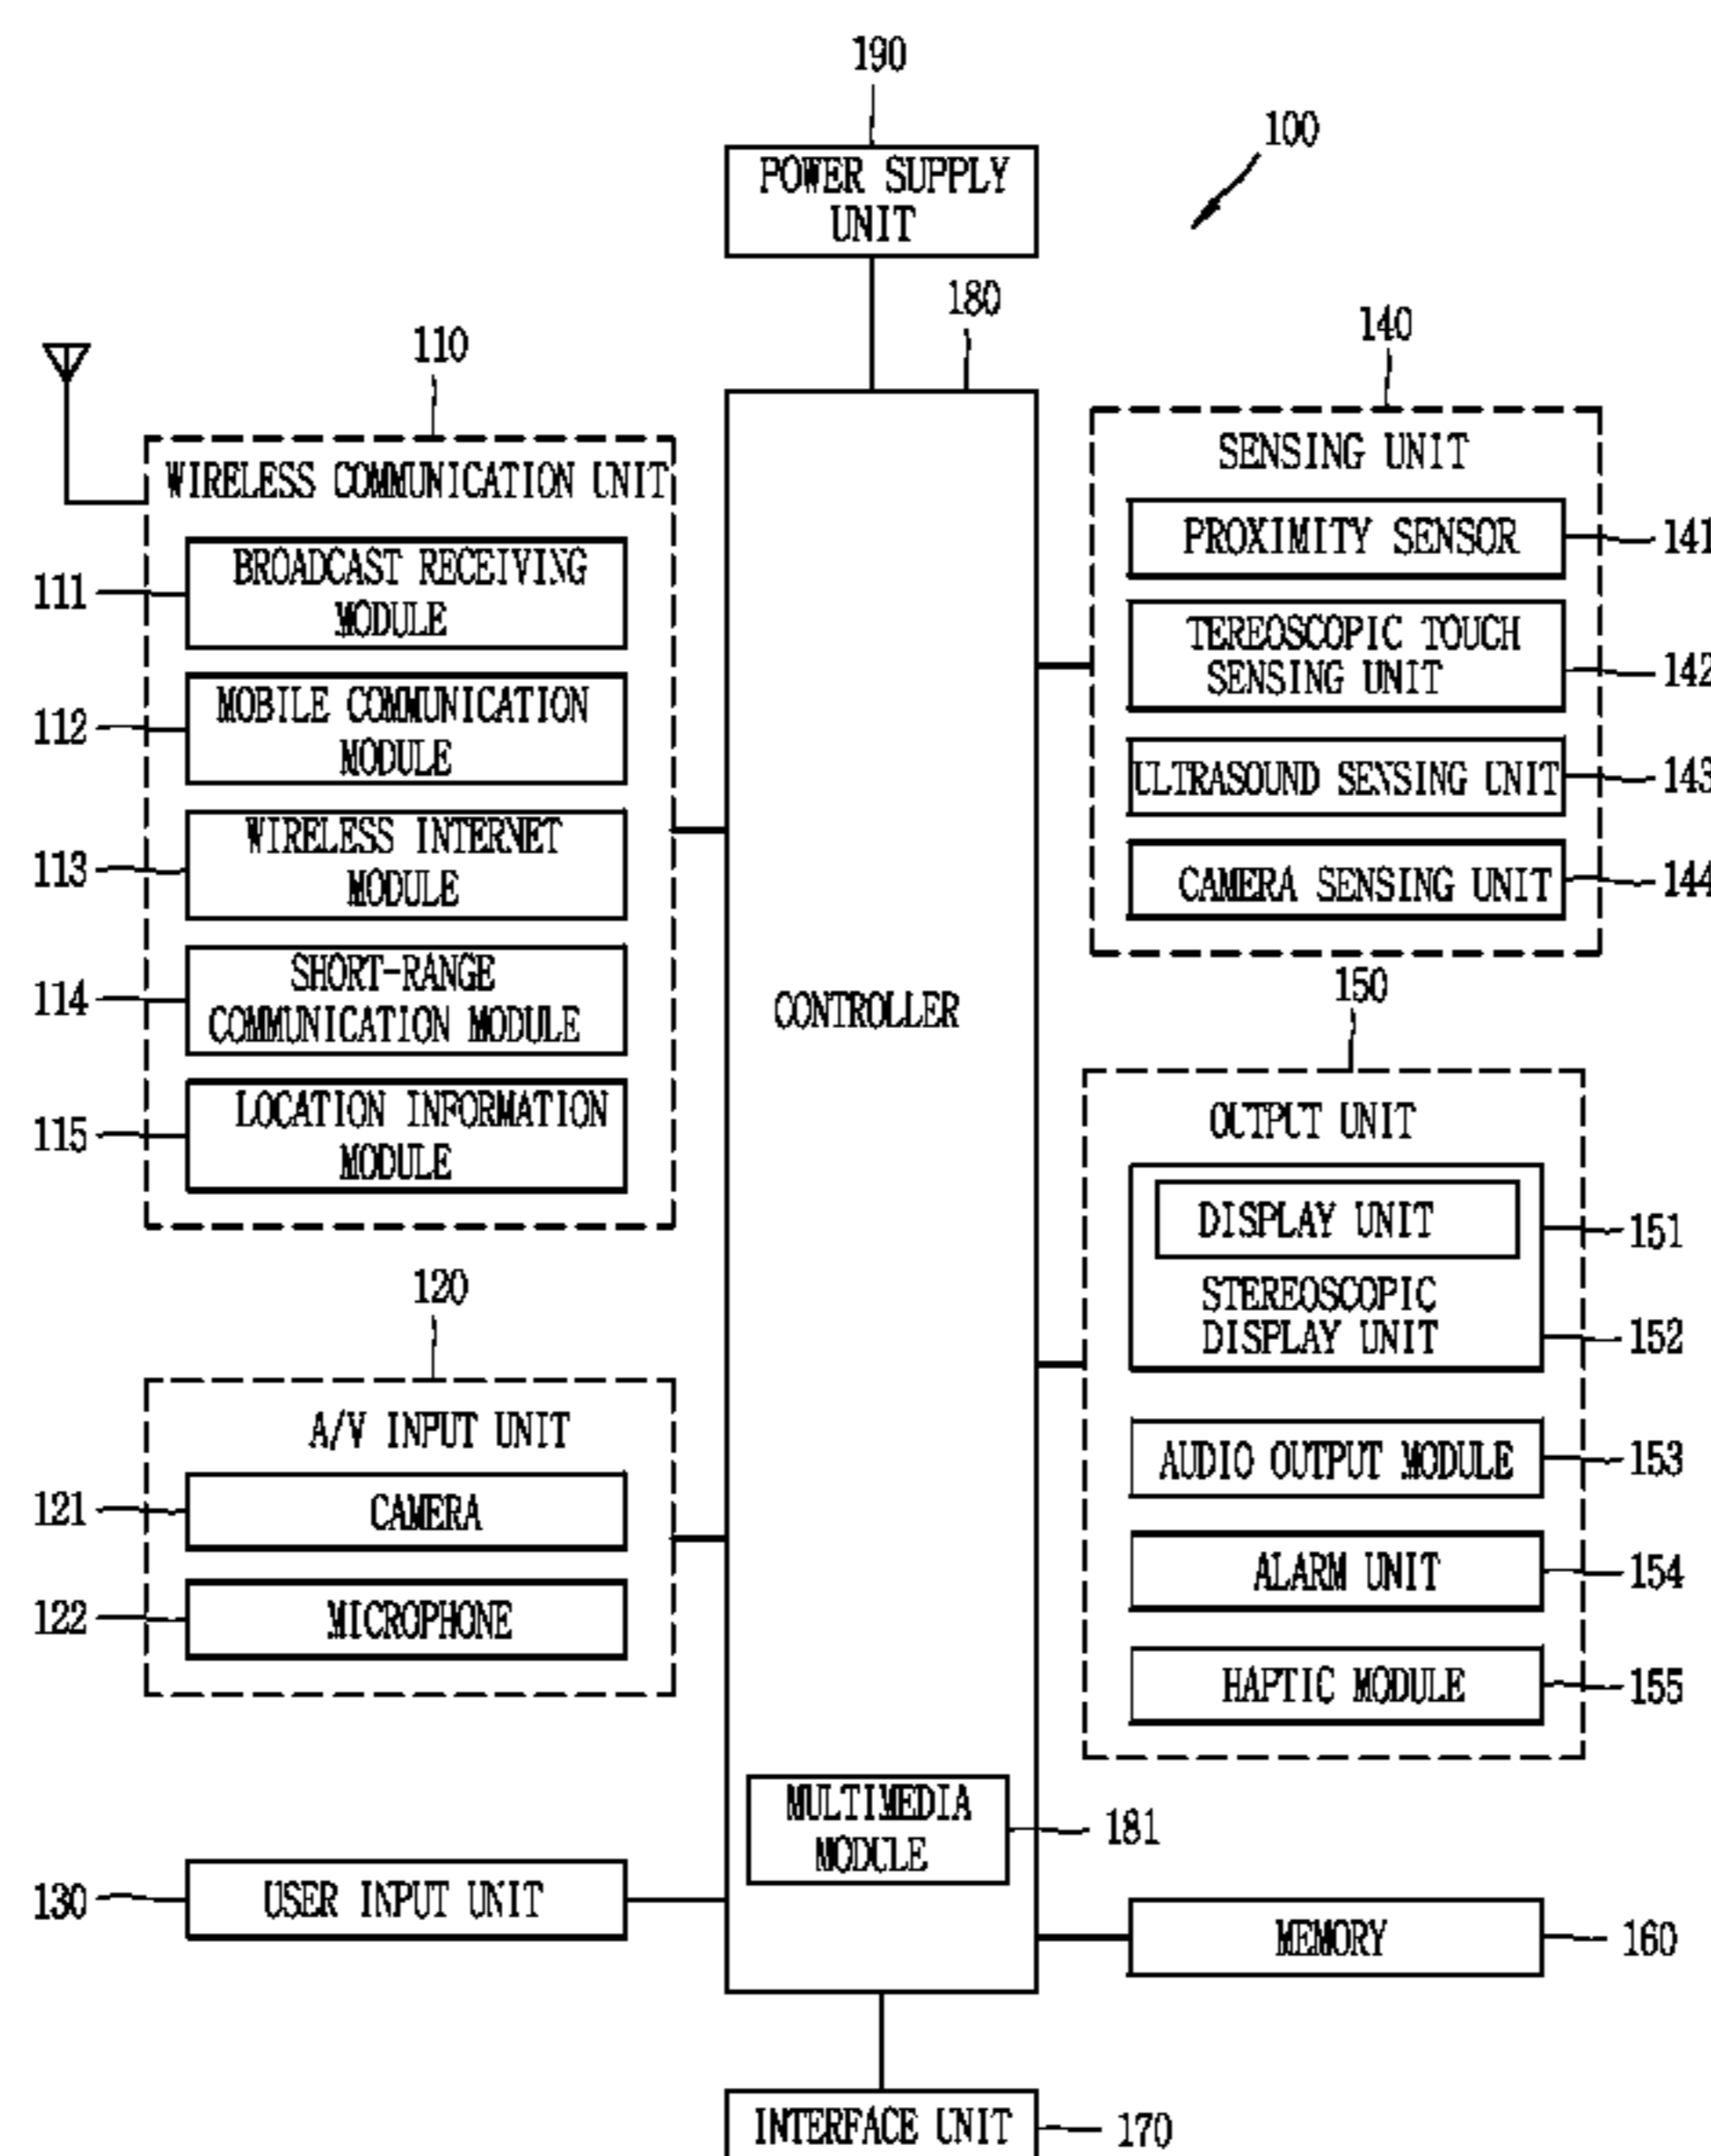 190
100
POWER SUPPLY
UNIT
180
110
WIRELESS COMMUNICATION UNIT
111
BROADCAST RECEIVING
MODULE
112
MOBILE COMMUNICATION
MODULE
113
WIRELESS INTERNET
MODULE
114
SHORT-RANGE
COMMUNICATION MODULE
115
LOCATION INFORMATION
MODULE
120
A/V INPUT UNIT
121
CAMERA
122
MICROPHONE
130
USER INPUT UNIT
CONTROLLER
MULTIMEDIA
MODULE
181
140
SENSING UNIT
PROXIMITY SENSOR
141
TEREOSCOPIC TOUCH
SENSING UNIT
142
ULTRASOUND SENSING UNIT
143
CAMERA SENSING UNIT
144
150
OUTPUT UNIT
DISPLAY UNIT
151
STEREOSCOPIC
DISPLAY UNIT
152
AUDIO OUTPUT MODULE
153
ALARM UNIT
154
HAPTIC MODULE
155
MEMORY
160
INTERFACE UNIT
170